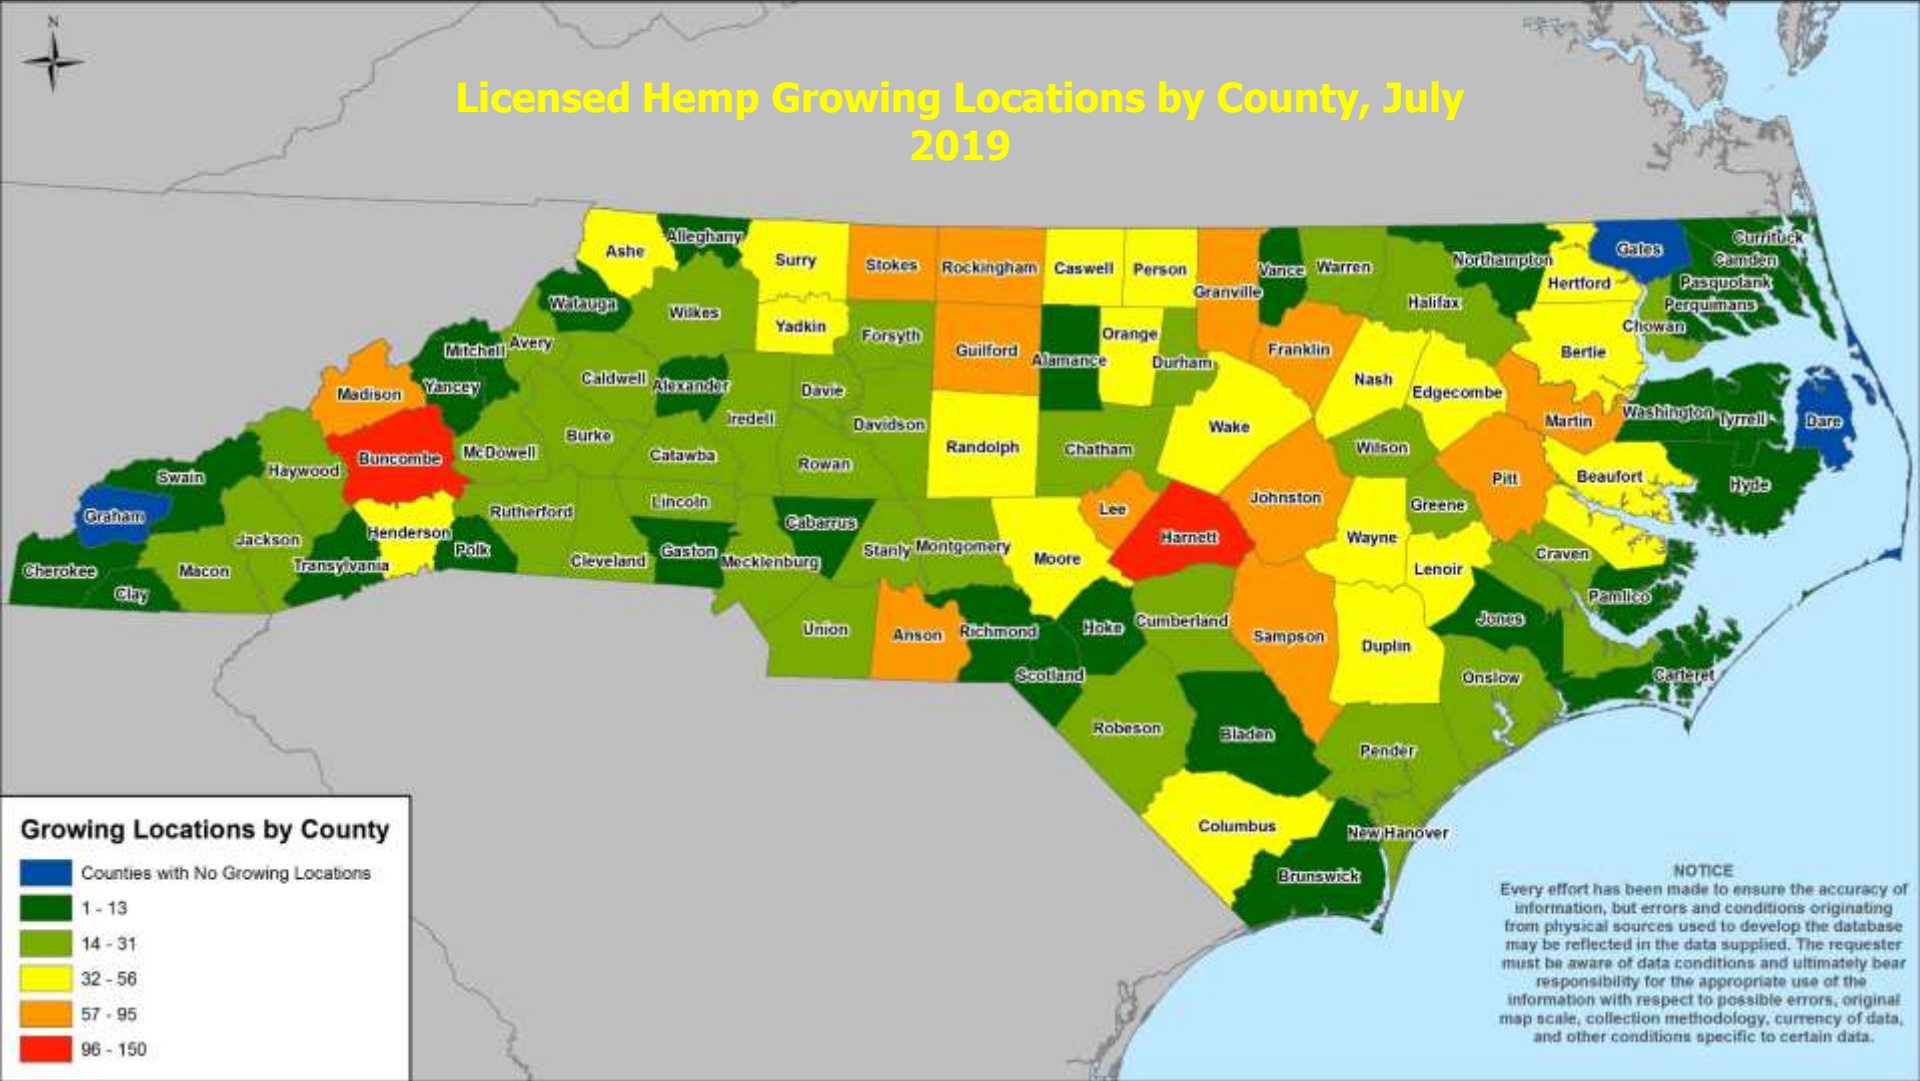 N
Licensed Hemp Growing Locations by County, July
2019
Ashe
Alleghany
Surry
Stokes
Rockingham
Caswell
Person
Granville
Vance
Warren
Northampton
Halifax
Hertford
Gates
Currituck
Camden
Pasquotank
Perquimans
Chowan
Watauga
Wilkes
Yadkin
Forsyth
Guilford
Alamance
Orange
Durham
Franklin
Nash
Edgecombe
Bertie
Mitchell
Avery
Yancey
Madison
Caldwell
Alexander
Iredell
Davie
Davidson
Randolph
Chatham
Wake
Wilson
Martin
Washington
Tyrrell
Dare
Swain
Haywood
Buncombe
McDowell
Burke
Catawba
Rowan
Johnston
Pitt
Beaufort
Hyde
Graham
Jackson
Henderson
Rutherford
Lincoln
Cabarrus
Stanly
Montgomery
Moore
Lee
Harnett
Wayne
Greene
Lenoir
Craven
Pamlico
Cherokee
Clay
Macon
Transylvania
Polk
Cleveland
Gaston
Mecklenburg
Union
Anson
Richmond
Hoke
Scotland
Cumberland
Sampson
Duplin
Jones
Onslow
Carteret
Robeson
Bladen
Pender
Columbus
New Hanover
Brunswick
Growing Locations by County
Counties with No Growing Locations
1 - 13
14 - 31
32 - 56
57 - 95
96 - 150
NOTICE
Every effort has been made to ensure the accuracy of
information, but errors and conditions originating
from physical sources used to develop the database
may be reflected in the data supplied. The requester
must be aware of data conditions and ultimately bear
responsibility for the appropriate use of the
information with respect to possible errors, original
map scale, collection methodology, currency of data,
and other conditions specific to certain data.